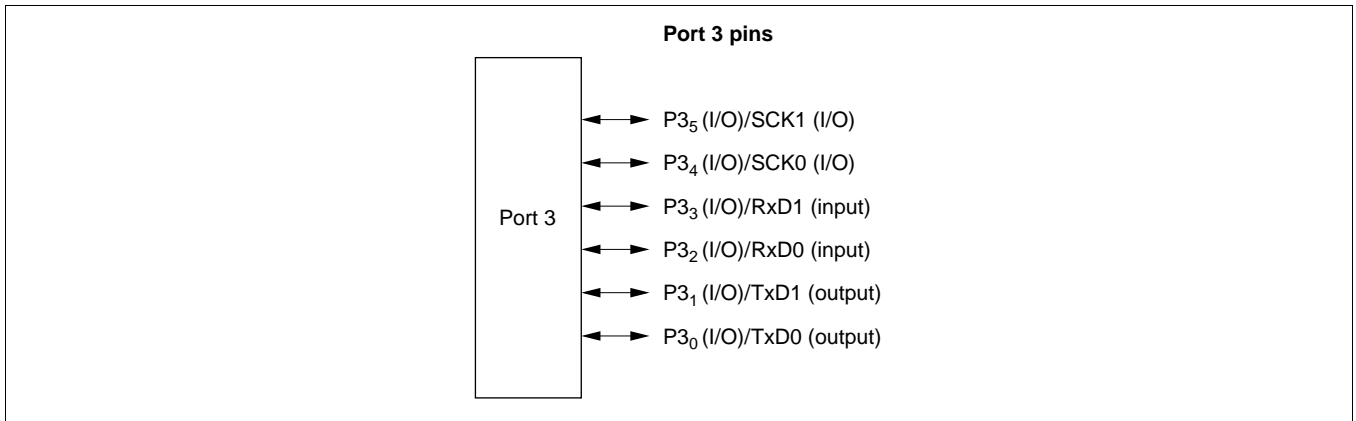 Port 3 pins
P3₅ (I/O)/SCK1 (I/O)
P3₄ (I/O)/SCK0 (I/O)
P3₃ (I/O)/RxD1 (input)
Port 3
P3₂ (I/O)/RxD0 (input)
P3₁ (I/O)/TxD1 (output)
P3₀ (I/O)/TxD0 (output)